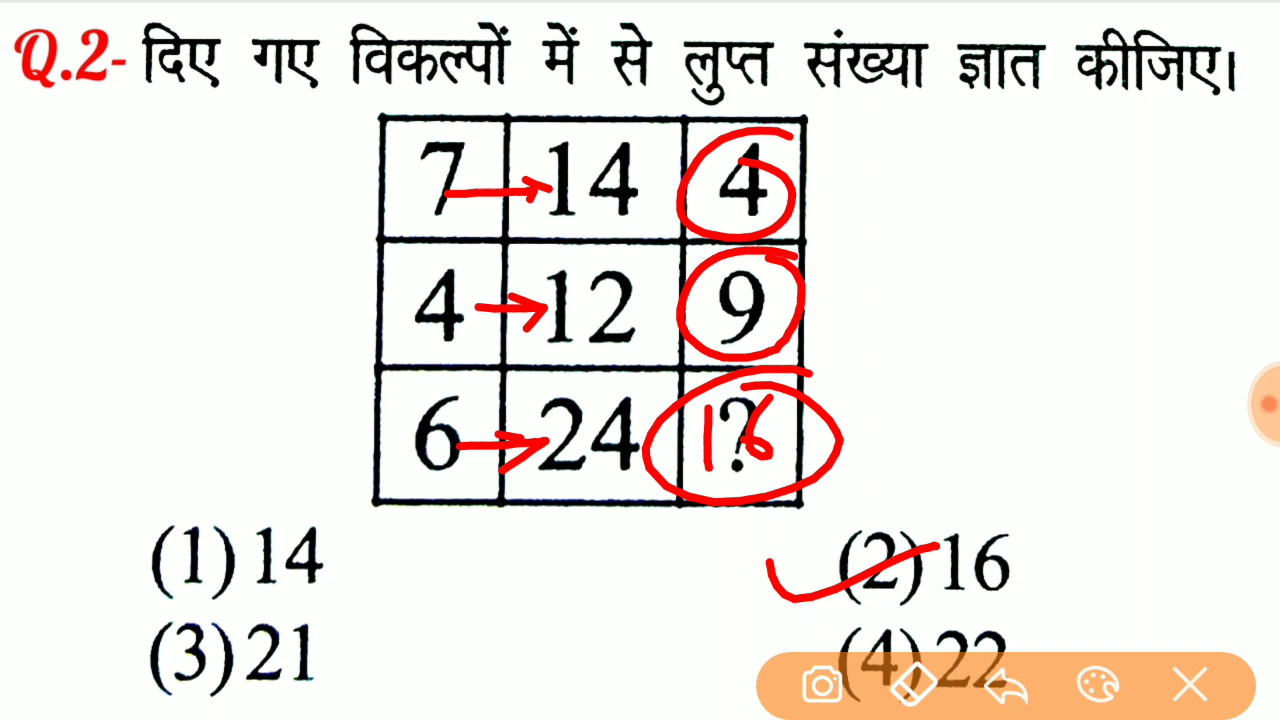 Q.2- दिए गए विकल्पों में से लुप्त संख्या ज्ञात कीजिए।
7 → 14 4
4 → 12 9
6 → 24 ? 16
(1) 14 (2) 16
(3) 21 (4) 22